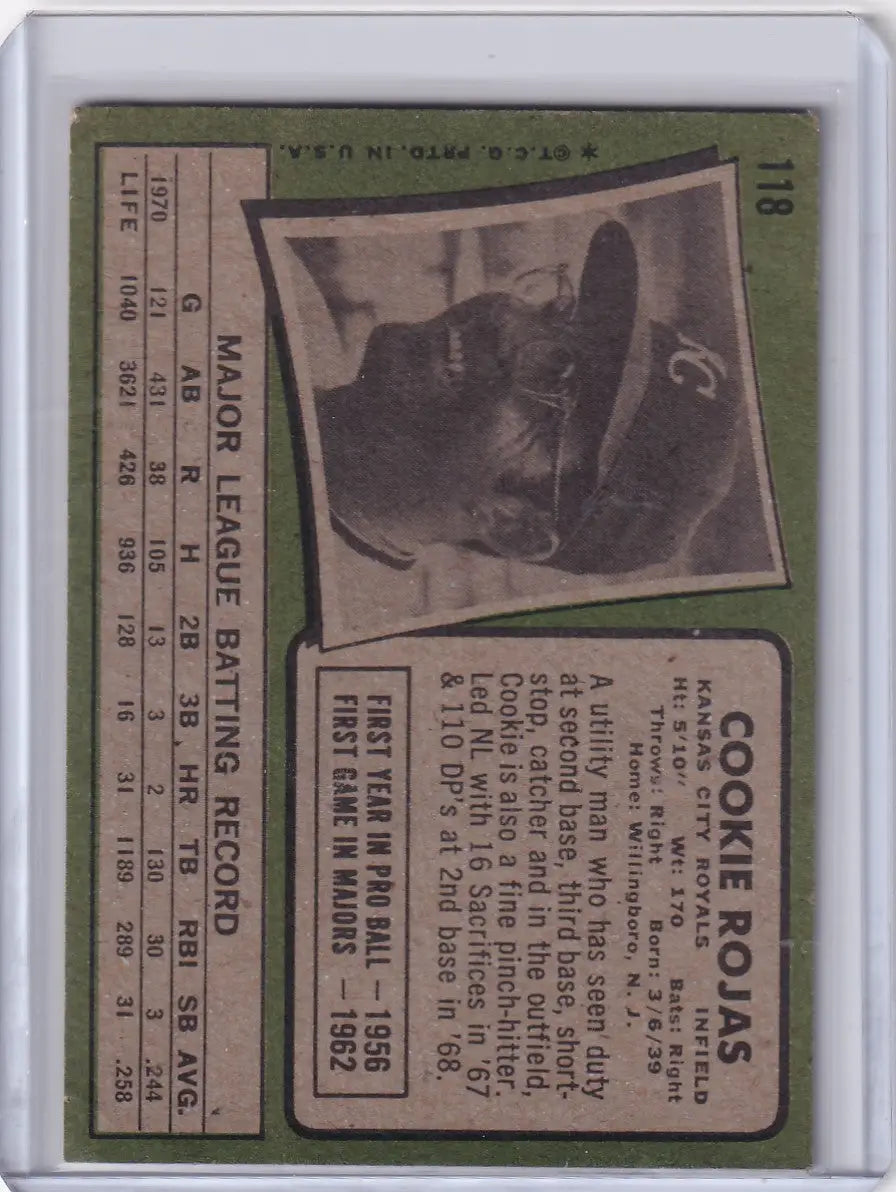 118
* © T.C.G. PRTD. IN U.S.A.
KC
COOKIE ROJAS
KANSAS CITY ROYALS INFIELD
Ht: 5/10" Wt: 170 Bats: Right
Throws: Right Born: 3/6/39
Home: Willingboro, N. J.
A utility man who has seen duty
at second base, third base, short-
stop, catcher and in the outfield,
Cookie is also a fine pinch-hitter.
Led NL with 16 Sacrifices in '67
& 110 DP's at 2nd base in '68.
FIRST YEAR IN PRO BALL — 1956
FIRST GAME IN MAJORS — 1962
MAJOR LEAGUE BATTING RECORD
G AB R H 2B 3B HR TB RBI SB AVG.
1970 121 431 38 105 13 3 2 130 30 3 .244
LIFE 1040 3621 426 936 128 16 31 1189 289 31 .258